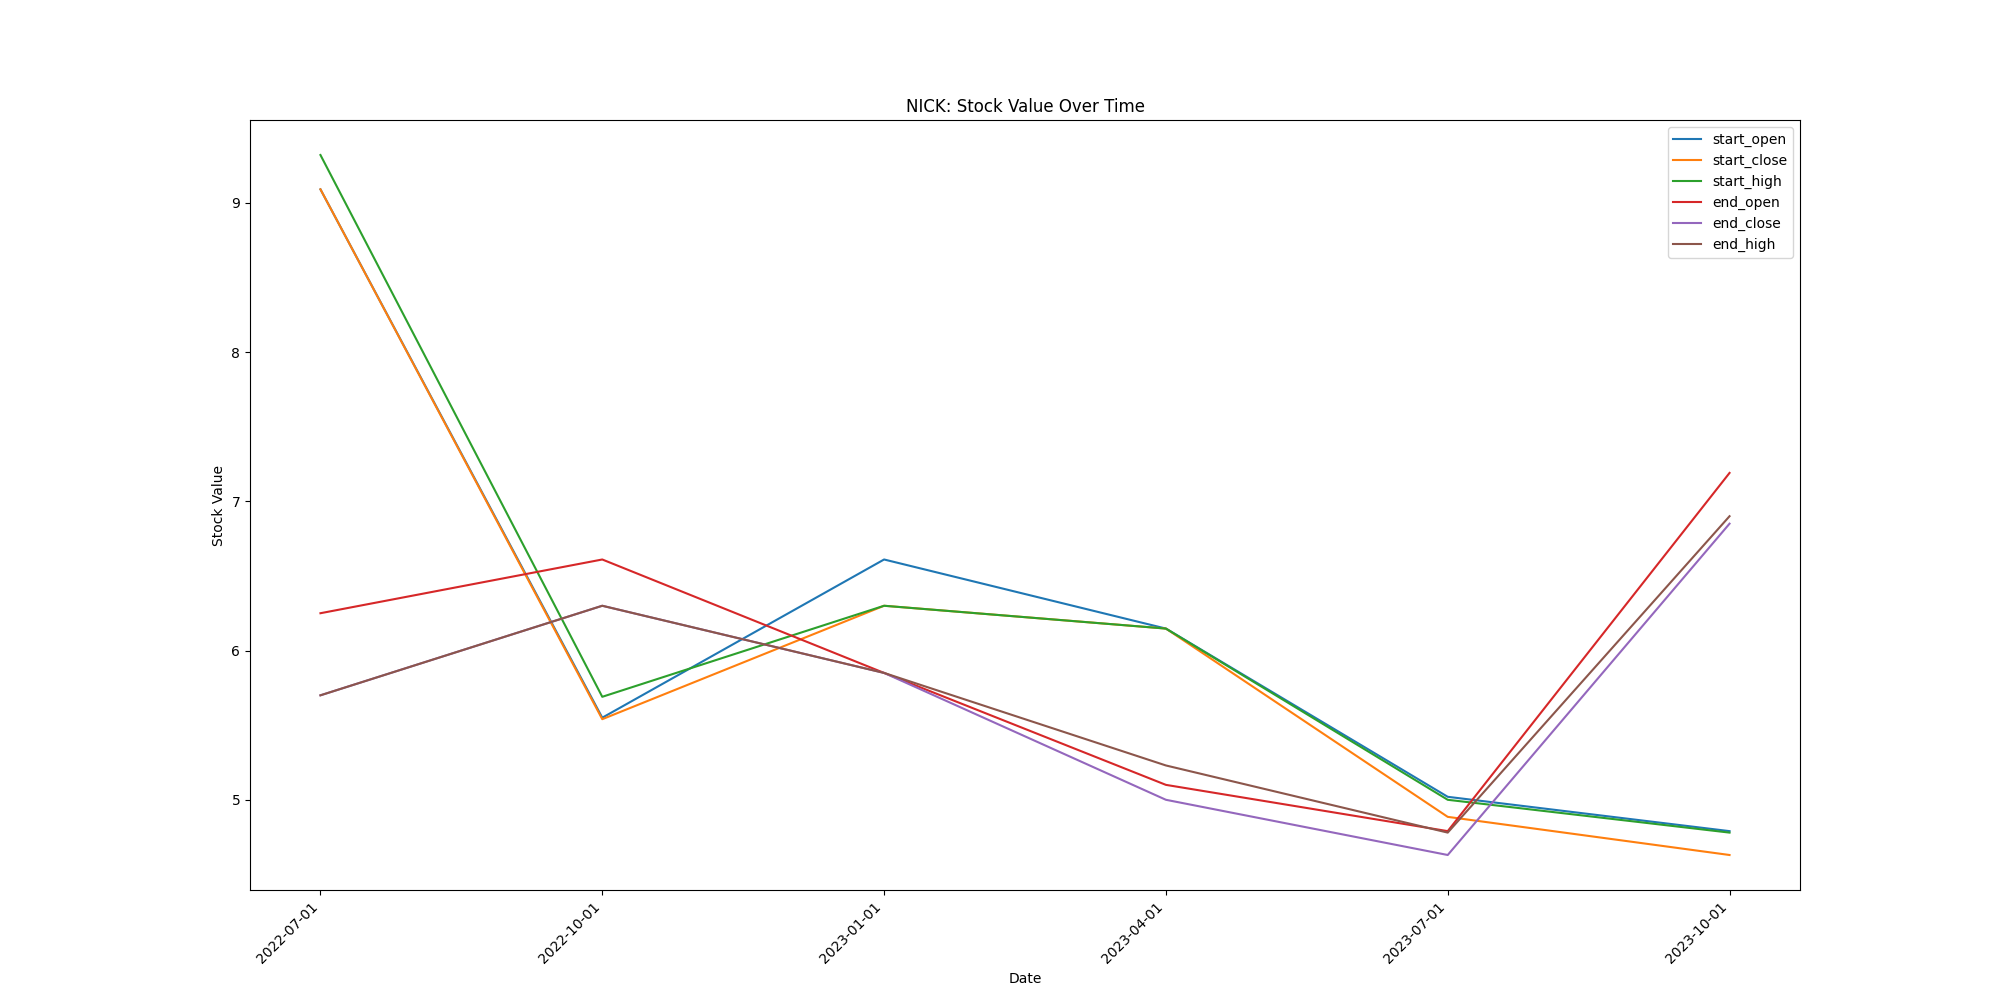 NICK: Stock Value Over Time
start_open
start_close
start_high
end_open
end_close
end_high
Stock Value
9
8
7
6
5
2022-07-01
2022-10-01
2023-01-01
2023-04-01
2023-07-01
2023-10-01
Date